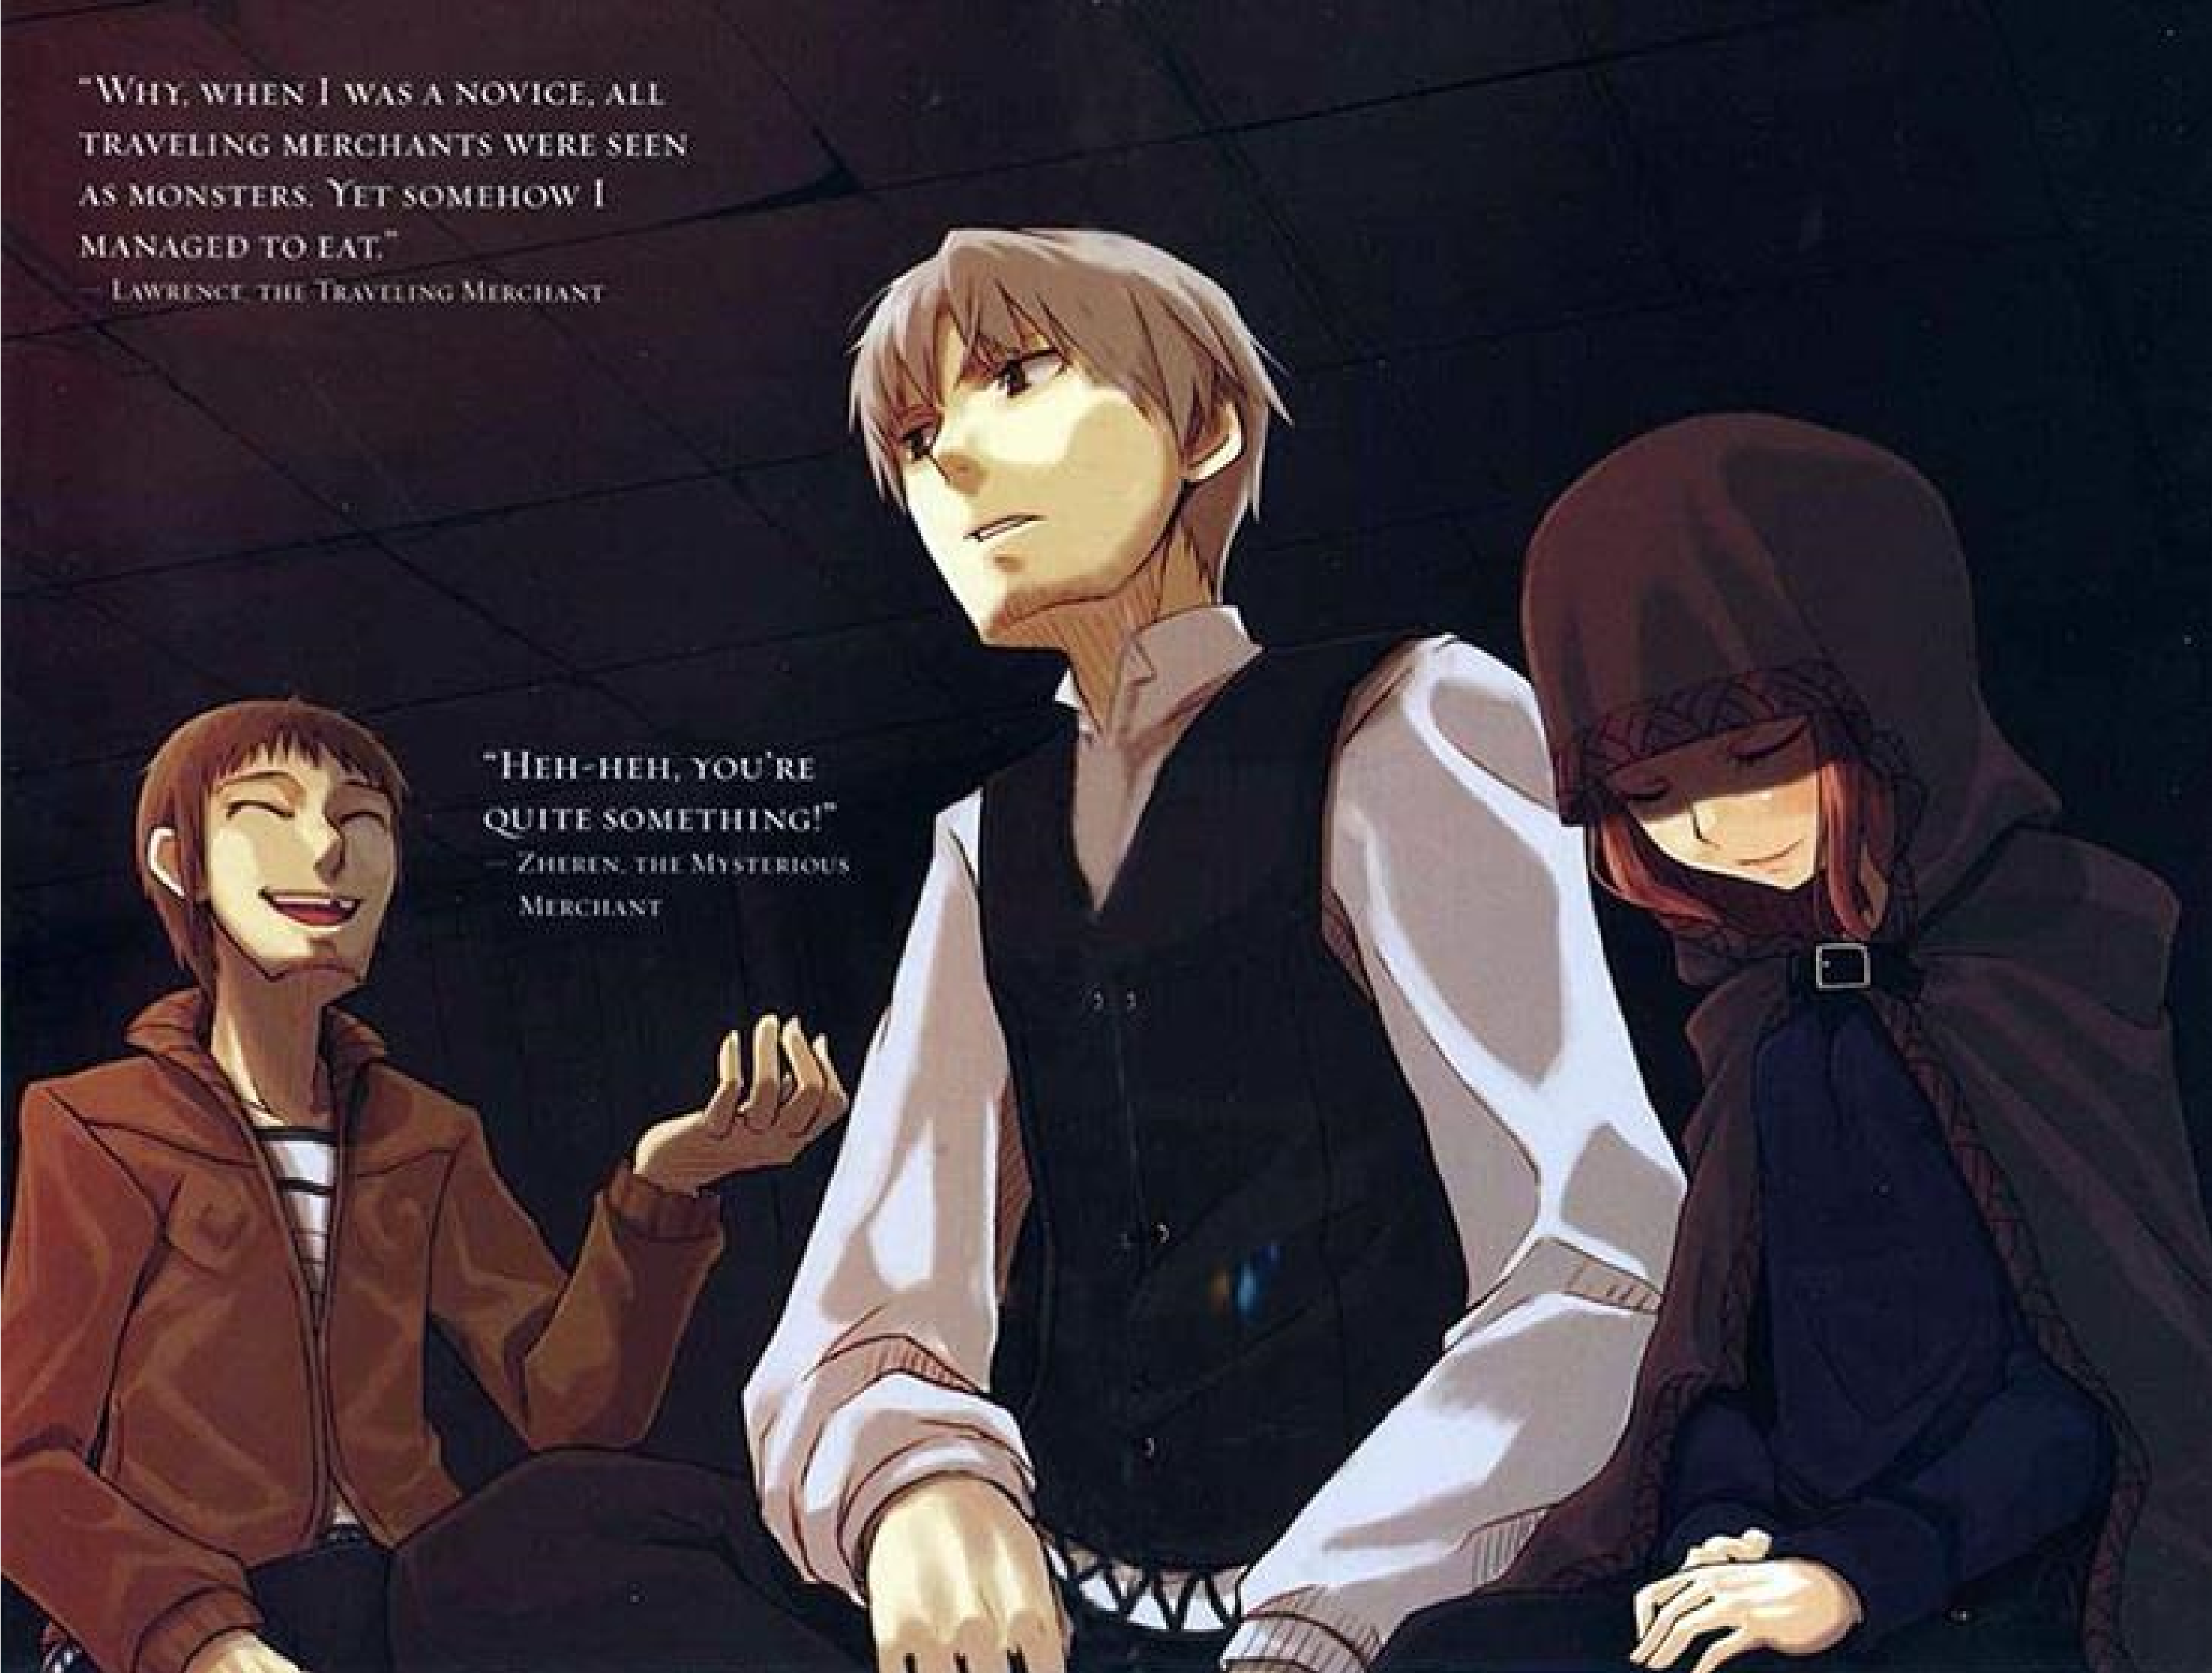 "Why, when I was a novice, all
traveling merchants were seen
as monsters. Yet somehow I
managed to eat."
— Lawrence, the Traveling Merchant
"Heh-heh, you're
quite something!"
— Zheren, the Mysterious
Merchant